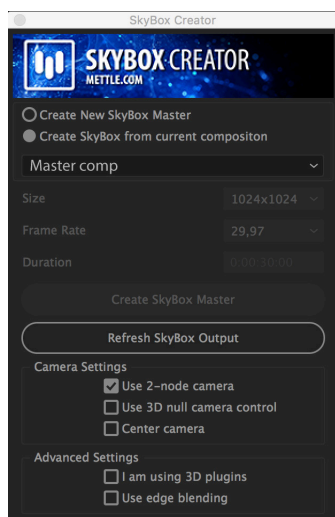 SkyBox Creator
SKYBOX CREATOR
METTLE.COM
Create New SkyBox Master
Create SkyBox from current compositon
Master comp
Size 1024x1024
Frame Rate 29,97
Duration 0:00:30:00
Create SkyBox Master
Refresh SkyBox Output
Camera Settings
Use 2-node camera
Use 3D null camera control
Center camera
Advanced Settings
I am using 3D plugins
Use edge blending